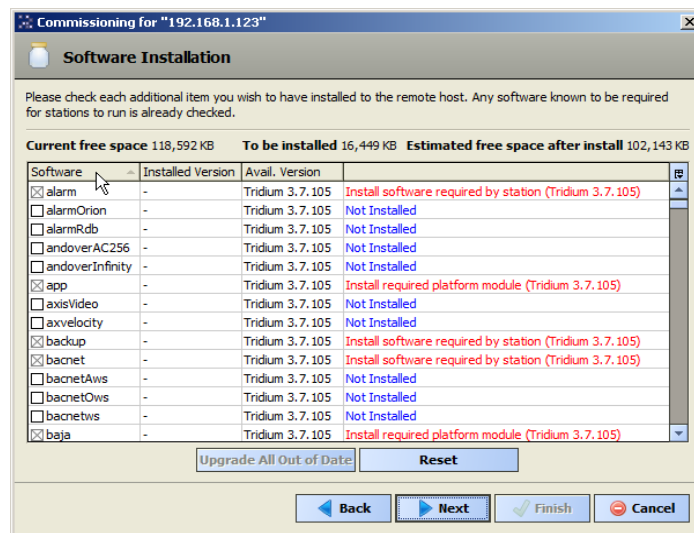 Commissioning for "192.168.1.123"
Software Installation
Please check each additional item you wish to have installed to the remote host. Any software known to be required
for stations to run is already checked.
Current free space 118,592 KB To be installed 16,449 KB Estimated free space after install 102,143 KB
Software Installed Version Avail. Version
alarm - Tridium 3.7.105 Install software required by station (Tridium 3.7.105)
alarmOrion - Tridium 3.7.105 Not Installed
alarmRdb - Tridium 3.7.105 Not Installed
andoverAC256 - Tridium 3.7.105 Not Installed
andoverInfinity - Tridium 3.7.105 Not Installed
app - Tridium 3.7.105 Install required platform module (Tridium 3.7.105)
axisVideo - Tridium 3.7.105 Not Installed
axvelocity - Tridium 3.7.105 Not Installed
backup - Tridium 3.7.105 Install software required by station (Tridium 3.7.105)
bacnet - Tridium 3.7.105 Install software required by station (Tridium 3.7.105)
bacnetAws - Tridium 3.7.105 Not Installed
bacnetOws - Tridium 3.7.105 Not Installed
bacnetws - Tridium 3.7.105 Not Installed
baja - Tridium 3.7.105 Install required platform module (Tridium 3.7.105)
Upgrade All Out of Date Reset
Back Next Finish Cancel